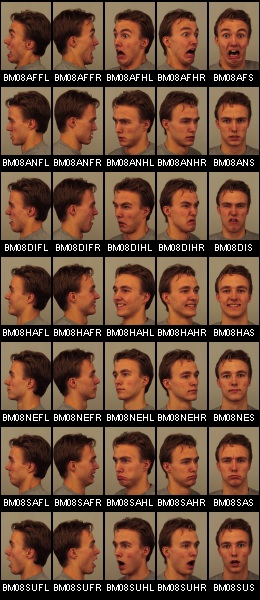 BM08AFFL BM08AFFR BM08AFHL BM08AFHR BM08AFS
BM08ANFL BM08ANFR BM08ANHL BM08ANHR BM08ANS
BM08DIFL BM08DIFR BM08DIHL BM08DIHR BM08DIS
BM08HAFL BM08HAFR BM08HAHL BM08HAHR BM08HAS
BM08NEFL BM08NEFR BM08NEHL BM08NEHR BM08NES
BM08SAFL BM08SAFR BM08SAHL BM08SAHR BM08SAS
BM08SUFL BM08SUFR BM08SUHL BM08SUHR BM08SUS